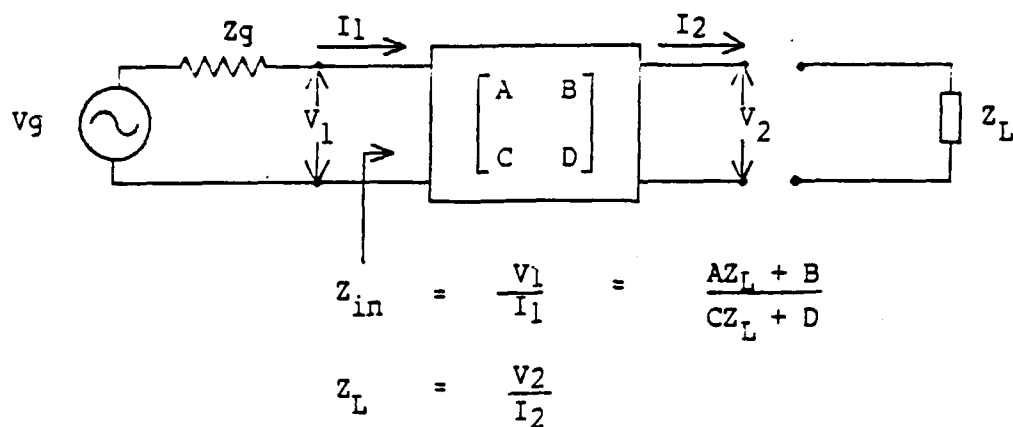 Zg I1 I2
Vg V1 [A B C D] V2 ZL
Zin = V1/I1 = (AZL + B)/(CZL + D)
ZL = V2/I2